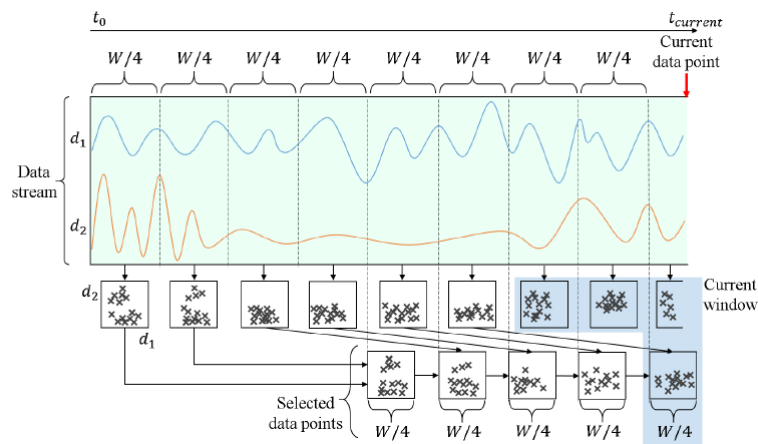 t₀
t_current
Current
data point
W/4 W/4 W/4 W/4 W/4 W/4 W/4 W/4
d₁
Data
stream
d₂
d₂
d₁
Current
window
Selected
data points
W/4 W/4 W/4 W/4 W/4